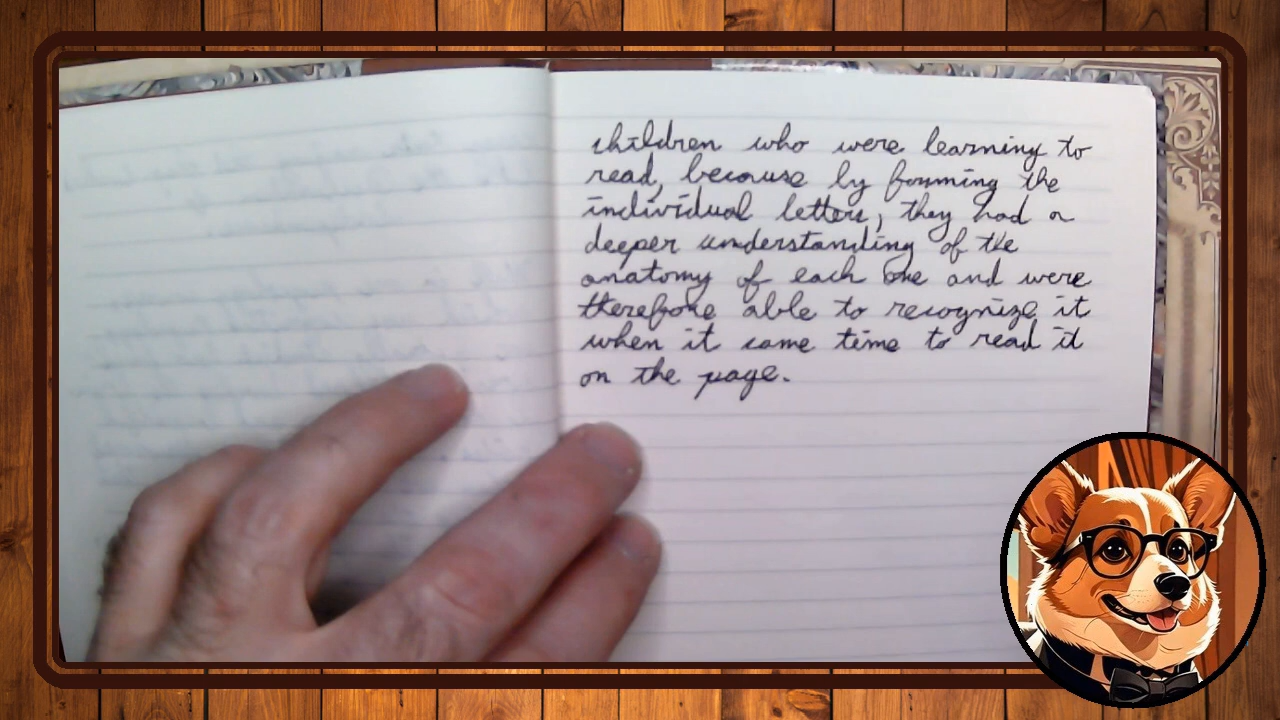 children who were learning to
read, because by forming the
individual letters, they had a
deeper understanding of the
anatomy of each one and were
therefore able to recognize it
when it came time to read it
on the page.